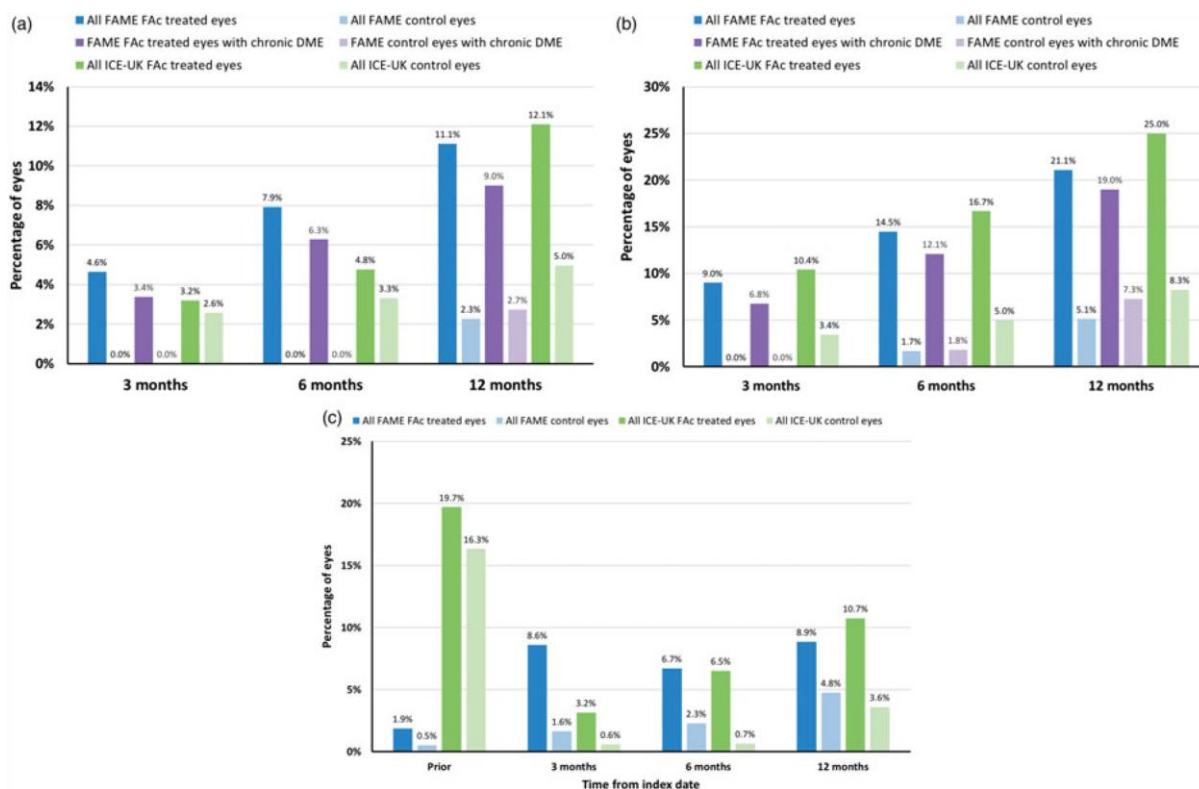 (a)
All FAME FAc treated eyes All FAME control eyes
FAME FAc treated eyes with chronic DME FAME control eyes with chronic DME
All ICE-UK FAc treated eyes All ICE-UK control eyes
Percentage of eyes
14%
12%
10%
8%
6%
4%
2%
0%
4.6% 0.0% 3.4% 0.0% 3.2% 2.6%
7.9% 0.0% 6.3% 0.0% 4.8% 3.3%
11.1% 2.3% 9.0% 2.7% 12.1% 5.0%
3 months 6 months 12 months
(b)
All FAME FAc treated eyes All FAME control eyes
FAME FAc treated eyes with chronic DME FAME control eyes with chronic DME
All ICE-UK FAc treated eyes All ICE-UK control eyes
Percentage of eyes
30%
25%
20%
15%
10%
5%
0%
9.0% 0.0% 6.8% 0.0% 10.4% 3.4%
14.5% 1.7% 12.1% 1.8% 16.7% 5.0%
21.1% 5.1% 19.0% 7.3% 25.0% 8.3%
3 months 6 months 12 months
(c)
All FAME FAc treated eyes All FAME control eyes All ICE-UK FAc treated eyes All ICE-UK control eyes
Percentage of eyes
25%
20%
15%
10%
5%
0%
1.9% 0.5% 19.7% 16.3%
8.6% 1.6% 3.2% 0.6%
6.7% 2.3% 6.5% 0.7%
8.9% 4.8% 10.7% 3.6%
Prior 3 months 6 months 12 months
Time from index date